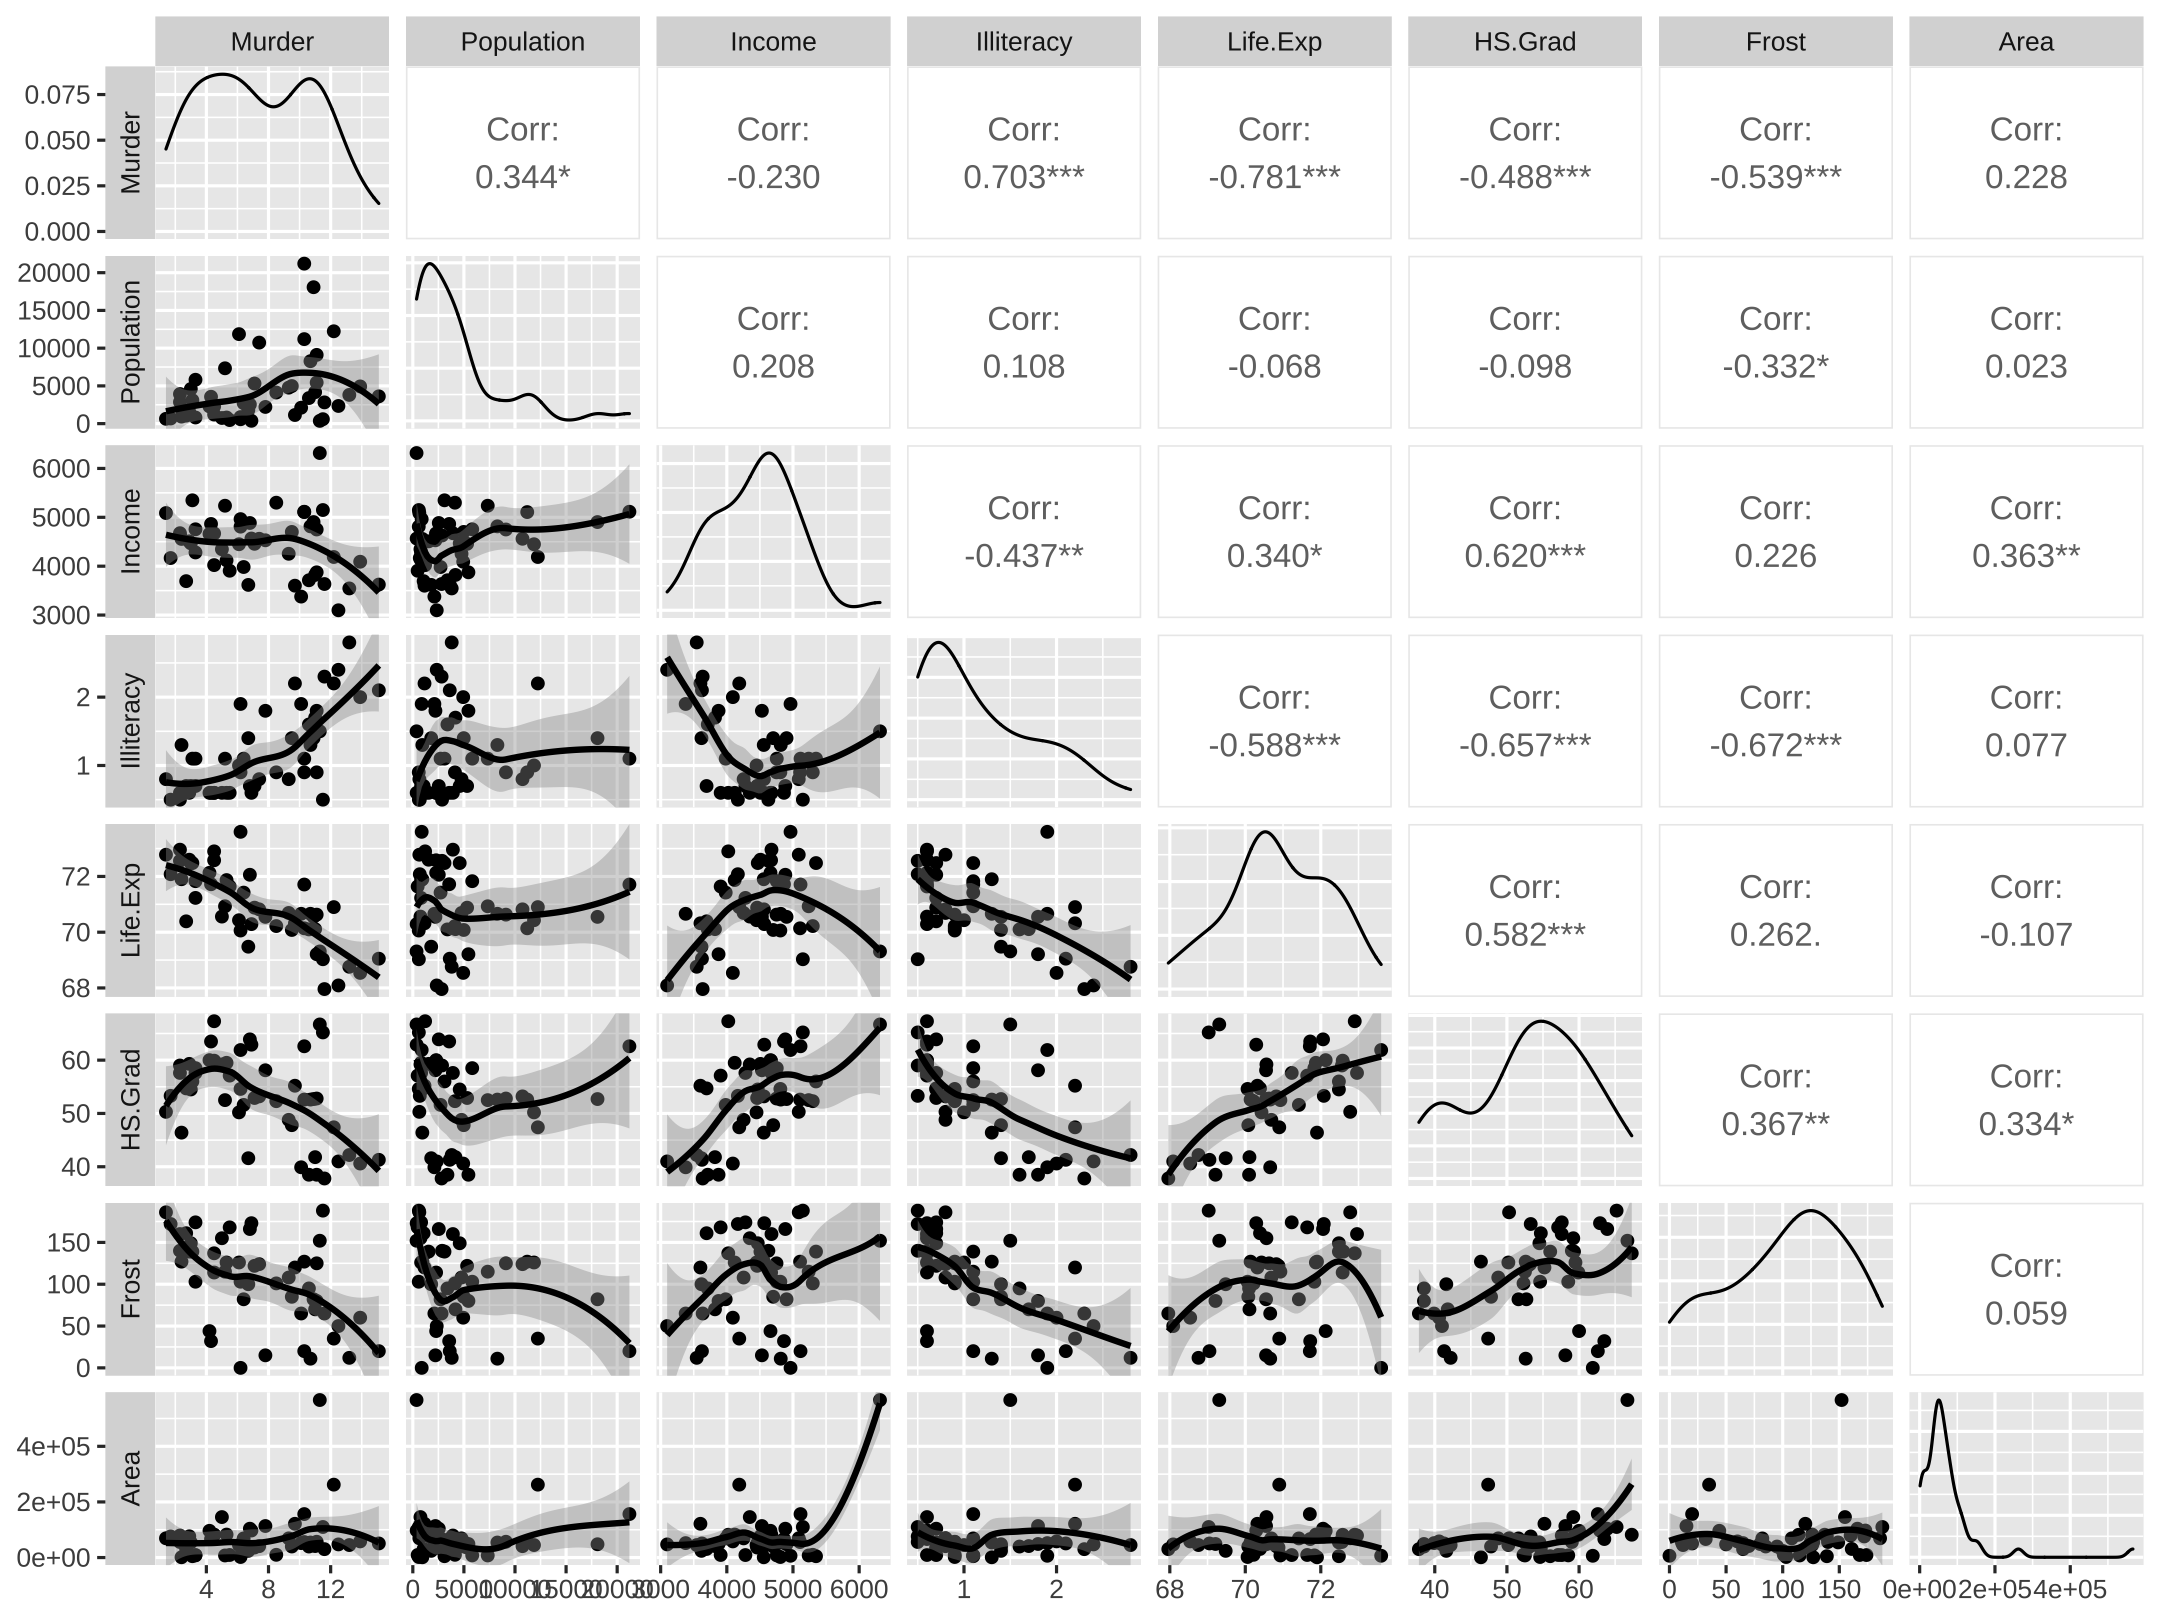 Murder Population Income Illiteracy Life.Exp HS.Grad Frost Area
Murder
0.075
0.050
0.025
0.000
Corr: Corr: Corr: Corr: Corr: Corr: Corr:
0.344* -0.230 0.703*** -0.781*** -0.488*** -0.539*** 0.228
Population
20000
15000
10000
5000
0
Corr: Corr: Corr: Corr: Corr: Corr:
0.208 0.108 -0.068 -0.098 -0.332* 0.023
Income
6000
5000
4000
3000
Corr: Corr: Corr: Corr: Corr:
-0.437** 0.340* 0.620*** 0.226 0.363**
Illiteracy
2
1
Corr: Corr: Corr: Corr:
-0.588*** -0.657*** -0.672*** 0.077
Life.Exp
72
70
68
Corr: Corr: Corr:
0.582*** 0.262. -0.107
HS.Grad
60
50
40
Corr: Corr:
0.367** 0.334*
Frost
150
100
50
0
Corr:
0.059
Area
4e+05
2e+05
0e+00
4 8 12 0 5000 10000 15000 20000 3000 4000 5000 6000 1 2 68 70 72 40 50 60 0 50 100 150 0e+00 2e+05 4e+05